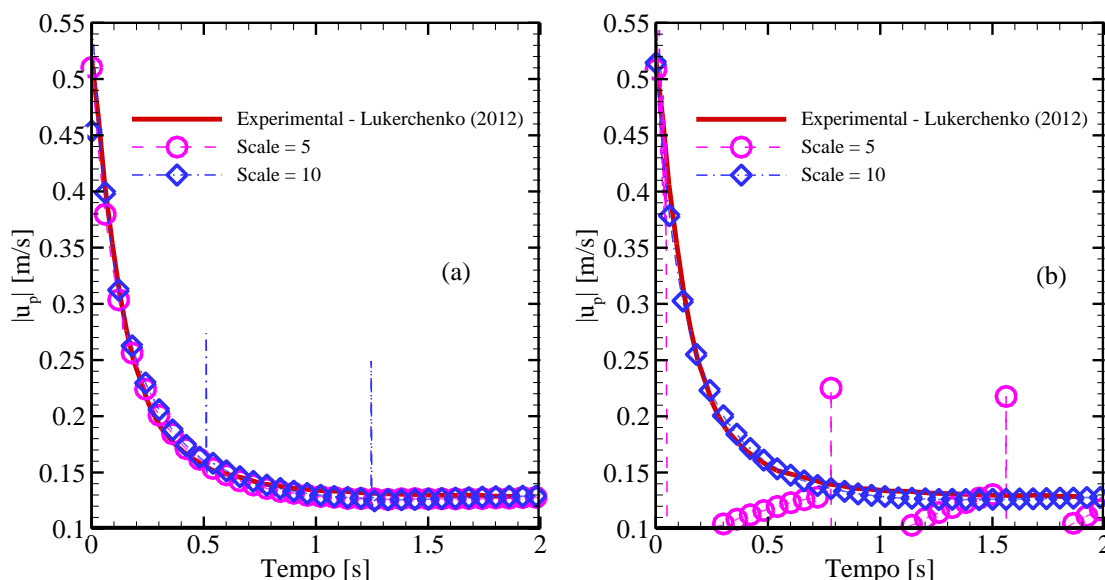 0.55
0.5
0.45
0.4
0.35
0.3
0.25
0.2
0.15
0.1
|u_p| [m/s]
Experimental - Lukerchenko (2012)
Scale = 5
Scale = 10
(a)
0 0.5 1 1.5 2
Tempo [s]
0.55
0.5
0.45
0.4
0.35
0.3
0.25
0.2
0.15
0.1
|u_p| [m/s]
Experimental - Lukerchenko (2012)
Scale = 5
Scale = 10
(b)
0 0.5 1 1.5 2
Tempo [s]